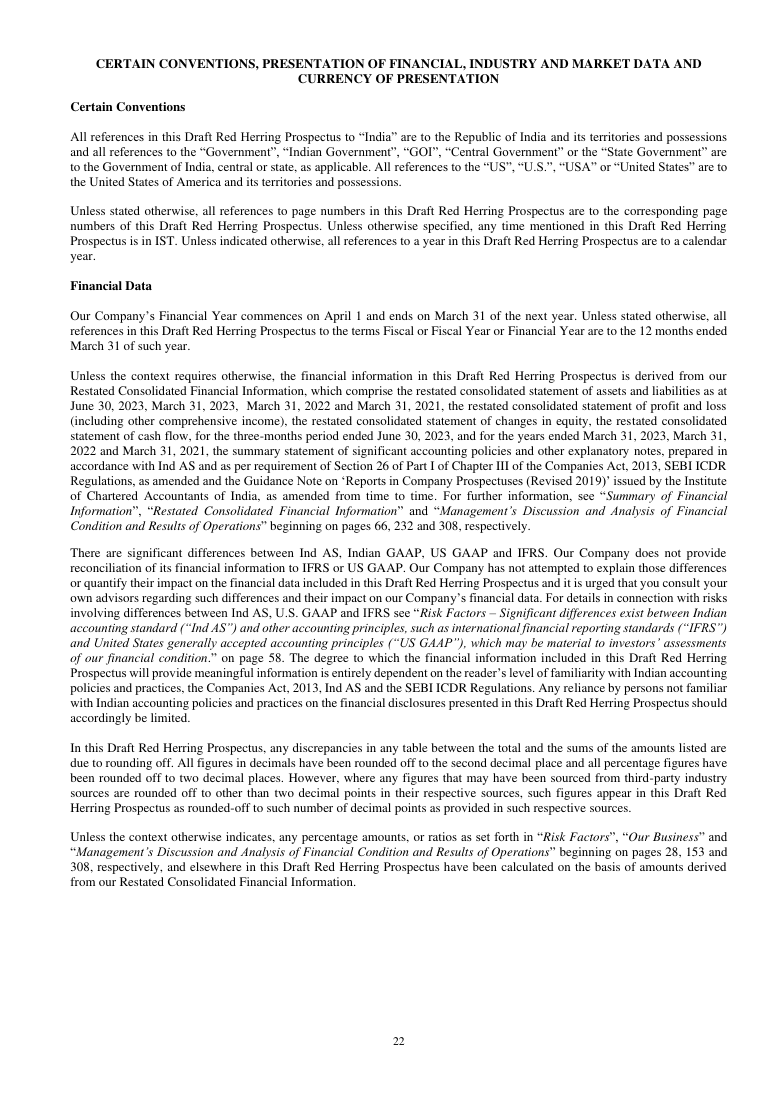 CERTAIN CONVENTIONS, PRESENTATION OF FINANCIAL, INDUSTRY AND MARKET DATA AND
CURRENCY OF PRESENTATION
Certain Conventions
All references in this Draft Red Herring Prospectus to “India” are to the Republic of India and its territories and possessions
and all references to the “Government”, “Indian Government”, “GOI”, “Central Government” or the “State Government” are
to the Government of India, central or state, as applicable. All references to the “US”, “U.S.”, “USA” or “United States” are to
the United States of America and its territories and possessions.
Unless stated otherwise, all references to page numbers in this Draft Red Herring Prospectus are to the corresponding page
numbers of this Draft Red Herring Prospectus. Unless otherwise specified, any time mentioned in this Draft Red Herring
Prospectus is in IST. Unless indicated otherwise, all references to a year in this Draft Red Herring Prospectus are to a calendar
year.
Financial Data
Our Company’s Financial Year commences on April 1 and ends on March 31 of the next year. Unless stated otherwise, all
references in this Draft Red Herring Prospectus to the terms Fiscal or Fiscal Year or Financial Year are to the 12 months ended
March 31 of such year.
Unless the context requires otherwise, the financial information in this Draft Red Herring Prospectus is derived from our
Restated Consolidated Financial Information, which comprise the restated consolidated statement of assets and liabilities as at
June 30, 2023, March 31, 2023, March 31, 2022 and March 31, 2021, the restated consolidated statement of profit and loss
(including other comprehensive income), the restated consolidated statement of changes in equity, the restated consolidated
statement of cash flow, for the three-months period ended June 30, 2023, and for the years ended March 31, 2023, March 31,
2022 and March 31, 2021, the summary statement of significant accounting policies and other explanatory notes, prepared in
accordance with Ind AS and as per requirement of Section 26 of Part I of Chapter III of the Companies Act, 2013, SEBI ICDR
Regulations, as amended and the Guidance Note on ‘Reports in Company Prospectuses (Revised 2019)’ issued by the Institute
of Chartered Accountants of India, as amended from time to time. For further information, see “Summary of Financial
Information”, “Restated Consolidated Financial Information” and “Management’s Discussion and Analysis of Financial
Condition and Results of Operations” beginning on pages 66, 232 and 308, respectively.
There are significant differences between Ind AS, Indian GAAP, US GAAP and IFRS. Our Company does not provide
reconciliation of its financial information to IFRS or US GAAP. Our Company has not attempted to explain those differences
or quantify their impact on the financial data included in this Draft Red Herring Prospectus and it is urged that you consult your
own advisors regarding such differences and their impact on our Company’s financial data. For details in connection with risks
involving differences between Ind AS, U.S. GAAP and IFRS see “Risk Factors – Significant differences exist between Indian
accounting standard (“Ind AS”) and other accounting principles, such as international financial reporting standards (“IFRS”)
and United States generally accepted accounting principles (“US GAAP”), which may be material to investors’ assessments
of our financial condition.” on page 58. The degree to which the financial information included in this Draft Red Herring
Prospectus will provide meaningful information is entirely dependent on the reader’s level of familiarity with Indian accounting
policies and practices, the Companies Act, 2013, Ind AS and the SEBI ICDR Regulations. Any reliance by persons not familiar
with Indian accounting policies and practices on the financial disclosures presented in this Draft Red Herring Prospectus should
accordingly be limited.
In this Draft Red Herring Prospectus, any discrepancies in any table between the total and the sums of the amounts listed are
due to rounding off. All figures in decimals have been rounded off to the second decimal place and all percentage figures have
been rounded off to two decimal places. However, where any figures that may have been sourced from third-party industry
sources are rounded off to other than two decimal points in their respective sources, such figures appear in this Draft Red
Herring Prospectus as rounded-off to such number of decimal points as provided in such respective sources.
Unless the context otherwise indicates, any percentage amounts, or ratios as set forth in “Risk Factors”, “Our Business” and
“Management’s Discussion and Analysis of Financial Condition and Results of Operations” beginning on pages 28, 153 and
308, respectively, and elsewhere in this Draft Red Herring Prospectus have been calculated on the basis of amounts derived
from our Restated Consolidated Financial Information.
22